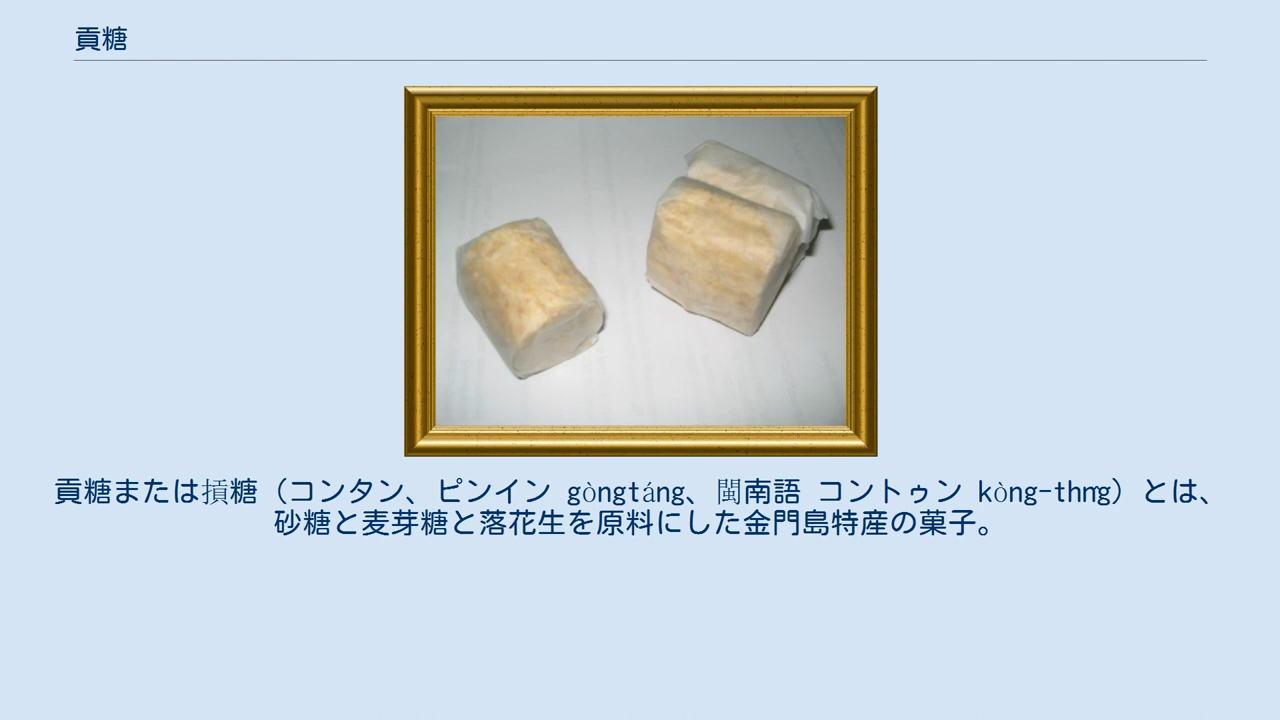 貢糖
貢糖または摃糖（コンタン、ピンイン gòngtáng、閩南語 コントゥン kòng-thn̂g）とは、
砂糖と麦芽糖と落花生を原料にした金門島特産の菓子。